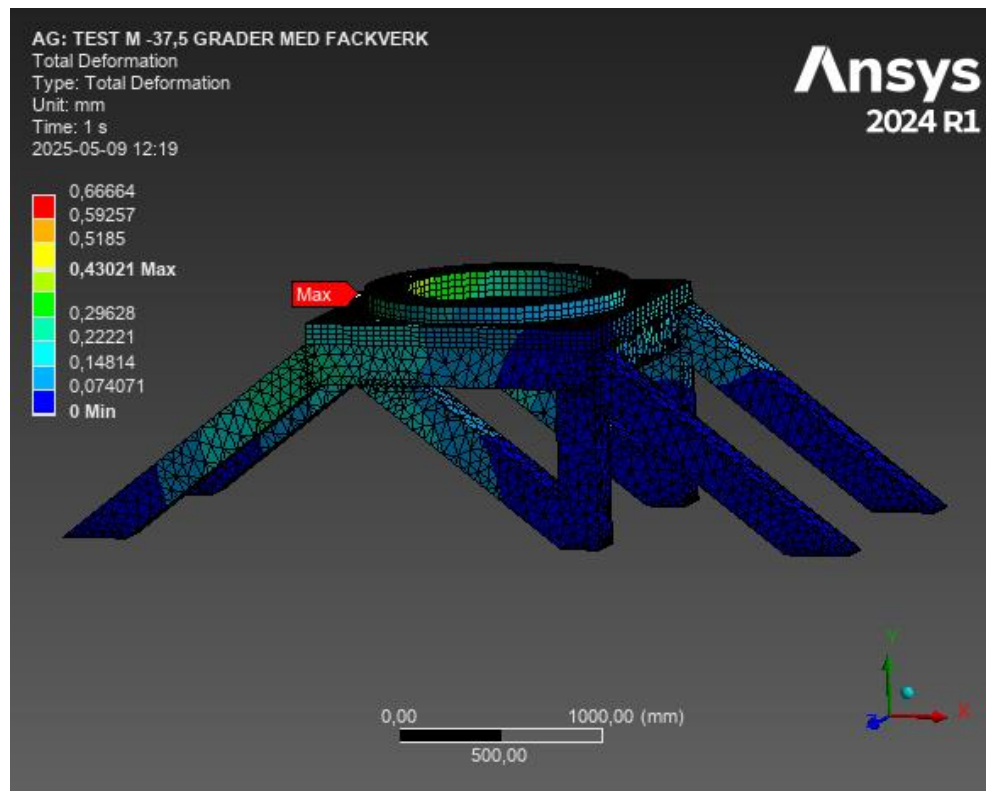 AG: TEST M -37,5 GRADER MED FACKVERK
Total Deformation
Type: Total Deformation
Unit: mm
Time: 1 s
2025-05-09 12:19
Ansys
2024 R1
0,66664
0,59257
0,5185
0,43021 Max
0,29628
0,22221
0,14814
0,074071
0 Min
Max
Y
X
Z
0,00 1000,00 (mm)
500,00